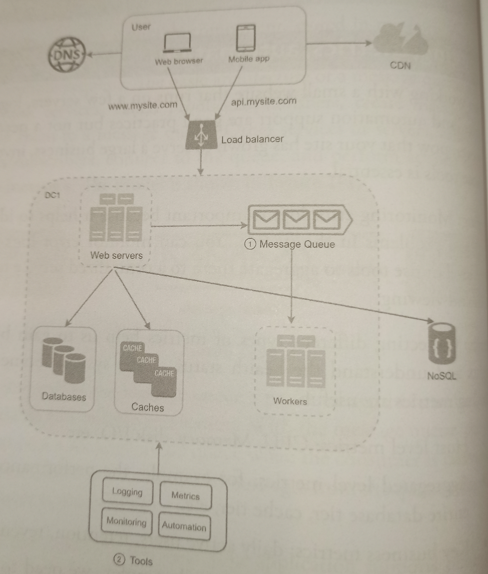 User
DNS
Web browser
Mobile app
CDN
www.mysite.com
api.mysite.com
Load balancer
DC1
Web servers
① Message Queue
Databases
CACHE
CACHE
CACHE
Caches
Workers
NoSQL
Logging
Metrics
Monitoring
Automation
② Tools